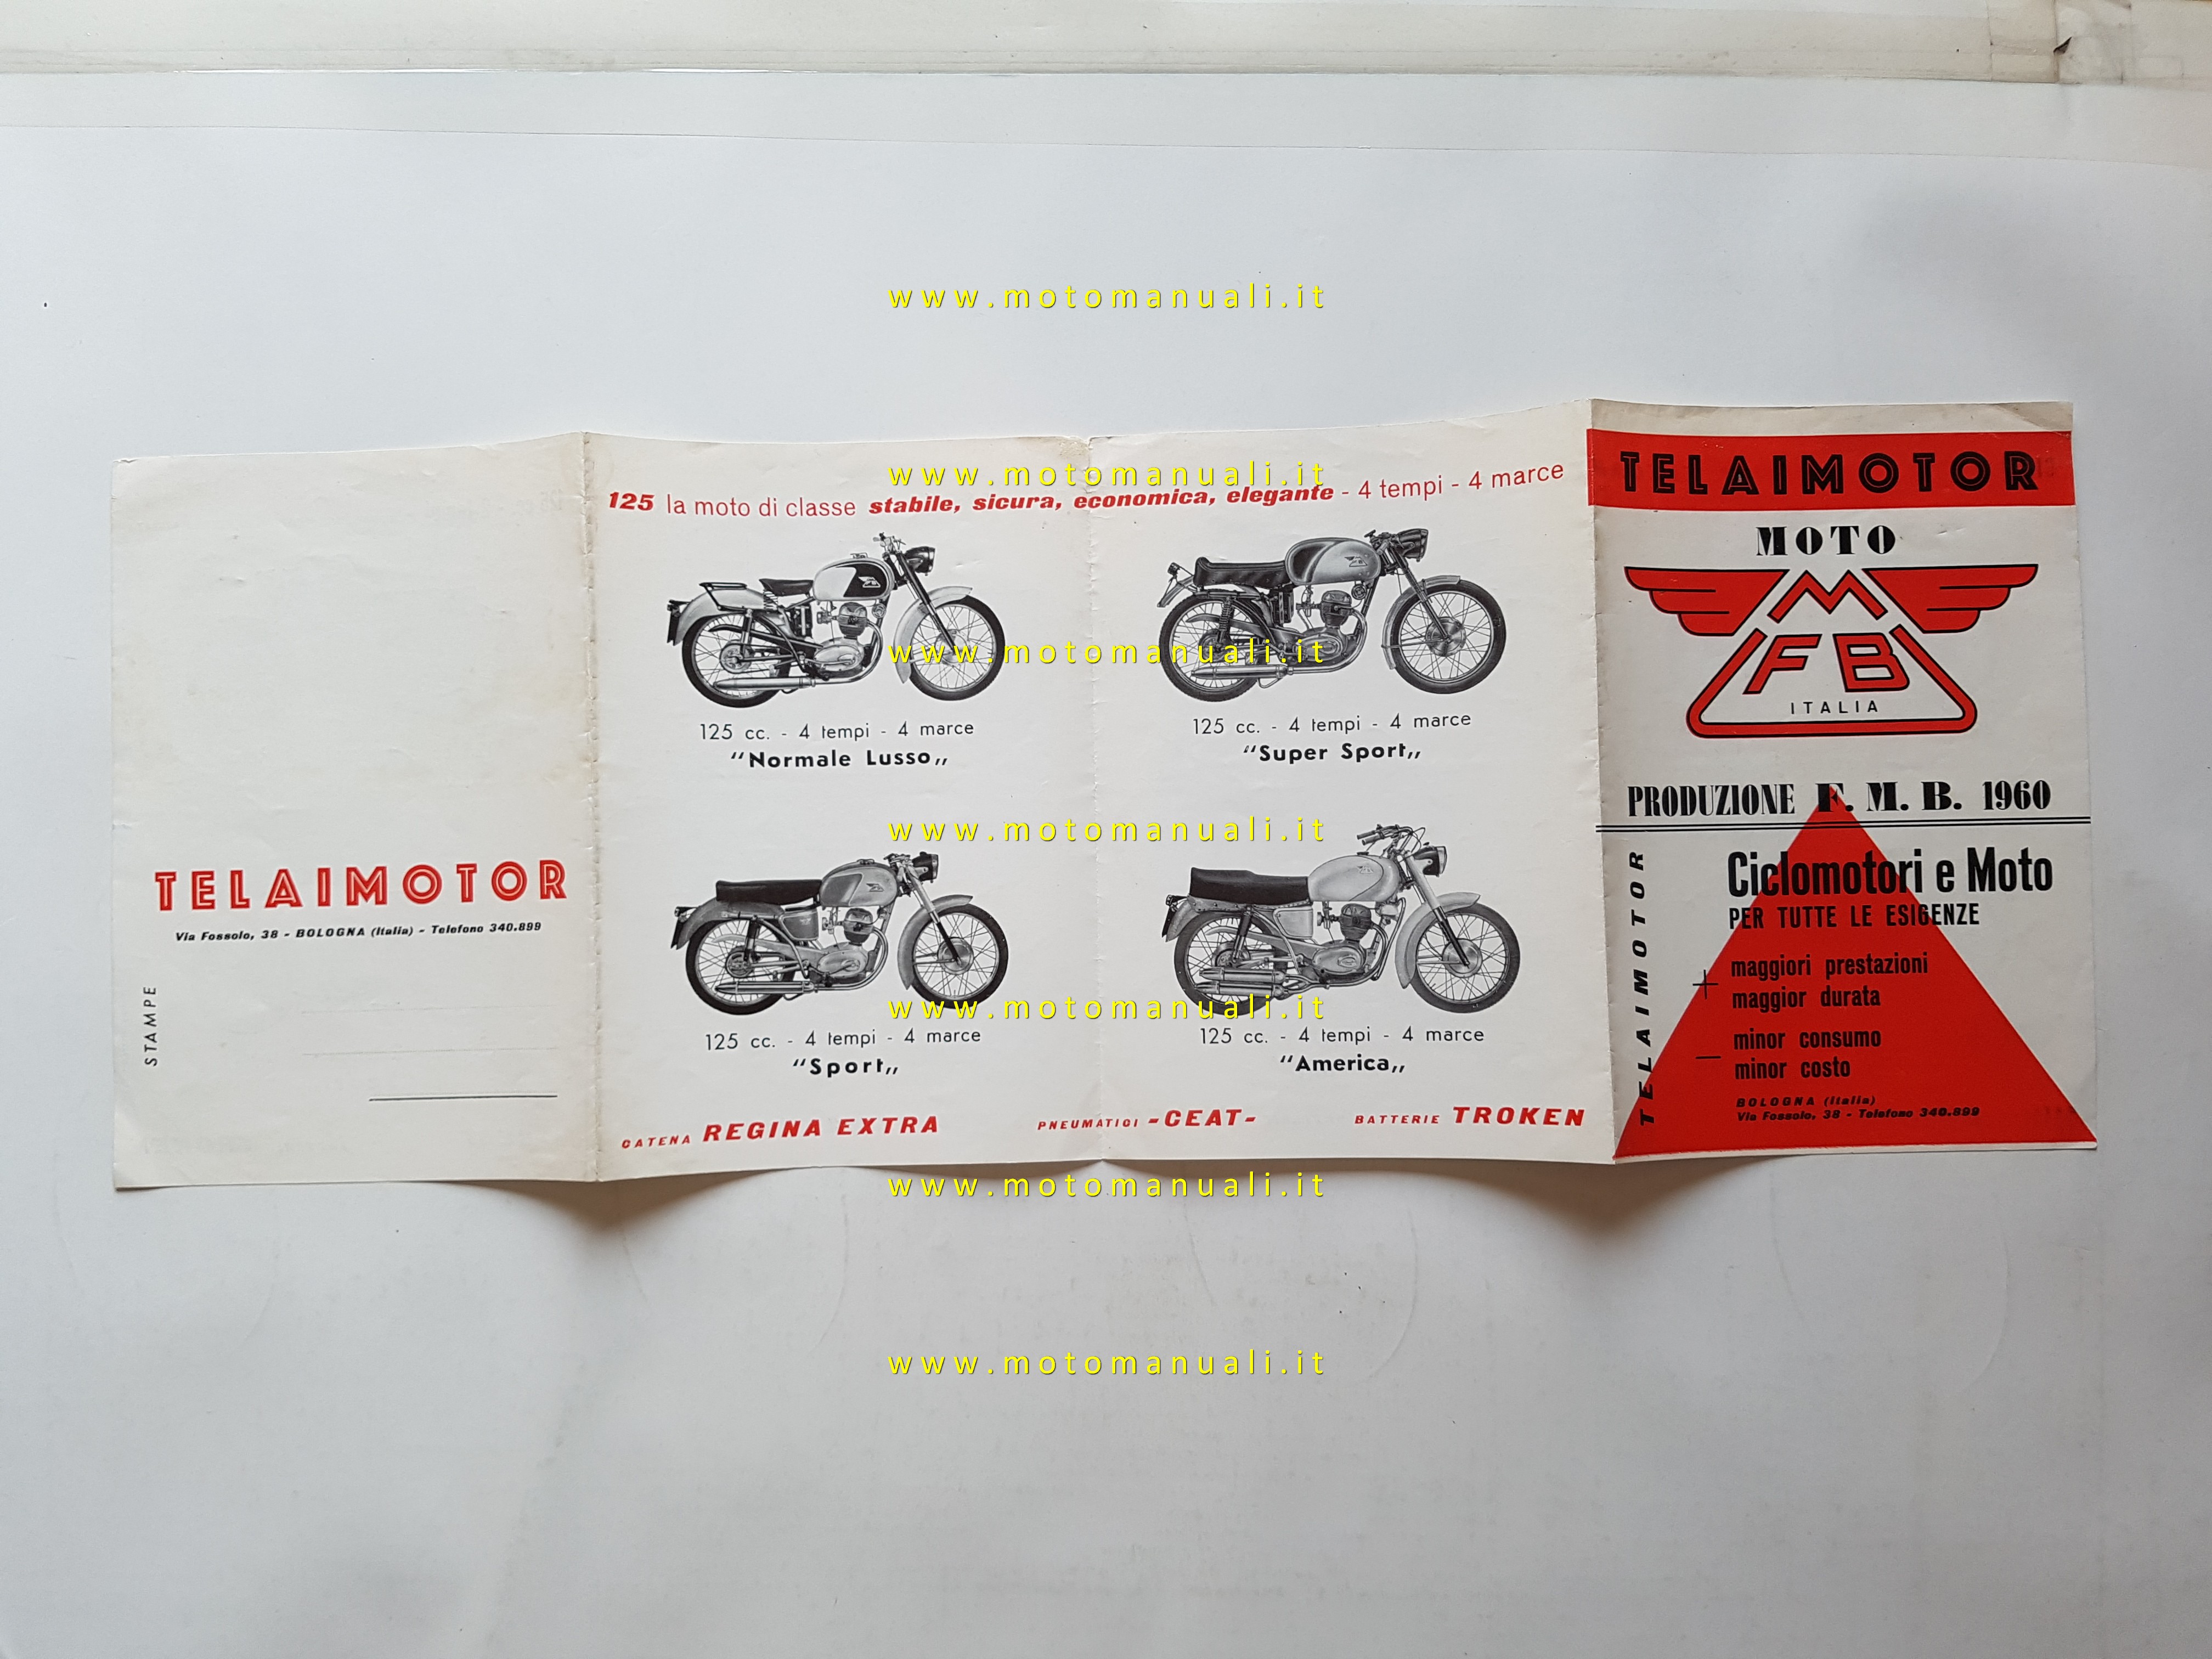 www.motomanuali.it
www.motomanuali.it
www.motomanuali.it
www.motomanuali.it
www.motomanuali.it
www.motomanuali.it
www.motomanuali.it
TELAIMOTOR
Via Fossolo, 38 - BOLOGNA (Italia) - Telefono 340.899
STAMPE
125 la moto di classe stabile, sicura, economica, elegante - 4 tempi - 4 marce
125 cc. - 4 tempi - 4 marce
"Normale Lusso„
125 cc. - 4 tempi - 4 marce
"Super Sport„
125 cc. - 4 tempi - 4 marce
"Sport„
125 cc. - 4 tempi - 4 marce
"America„
CATENA REGINA EXTRA
PNEUMATICI -CEAT-
BATTERIE TROKEN
TELAIMOTOR
MOTO
M
FB
ITALIA
PRODUZIONE F. M. B. 1960
TELAIMOTOR
Ciclomotori e Moto
PER TUTTE LE ESIGENZE
+ maggiori prestazioni
maggior durata
- minor consumo
minor costo
BOLOGNA (Italia)
Via Fossolo, 38 - Telefono 340.899